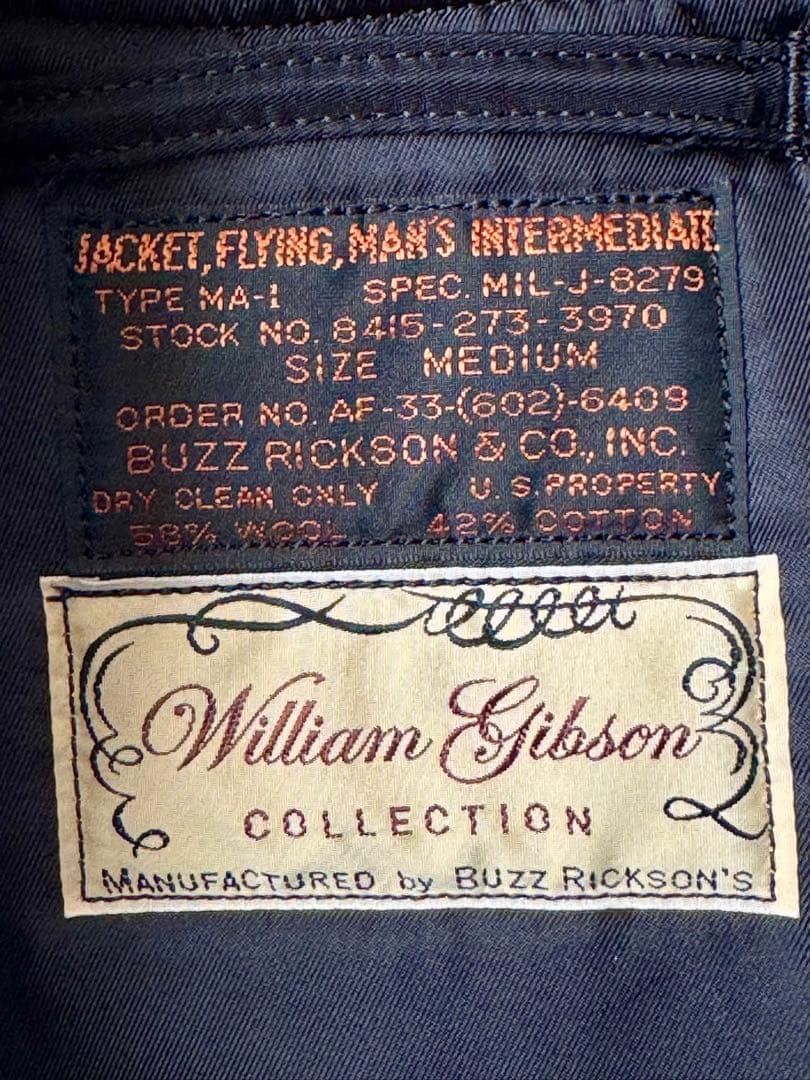 JACKET, FLYING, MAN'S INTERMEDIATE
TYPE MA-1 SPEC. MIL-J-8279
STOCK NO. 8415-273-3970
SIZE MEDIUM
ORDER NO. AF-33-(602)-6409
BUZZ RICKSON & CO., INC.
DRY CLEAN ONLY U. S. PROPERTY
58% WOOL 42% COTTON
William Gibson
COLLECTION
MANUFACTURED by BUZZ RICKSON'S